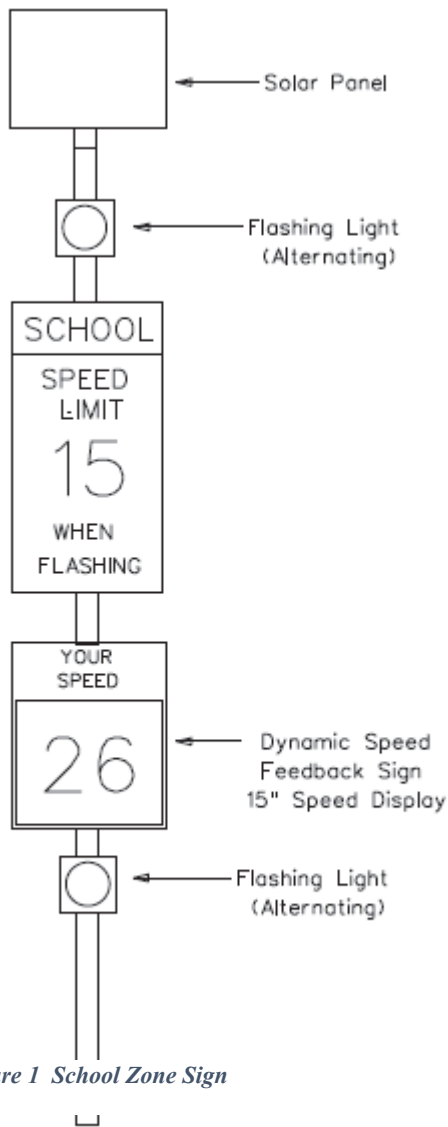 Solar Panel
Flashing Light
(Alternating)
SCHOOL
SPEED
LIMIT
15
WHEN
FLASHING
YOUR
SPEED
26
Dynamic Speed
Feedback Sign
15" Speed Display
Flashing Light
(Alternating)
re 1 School Zone Sign